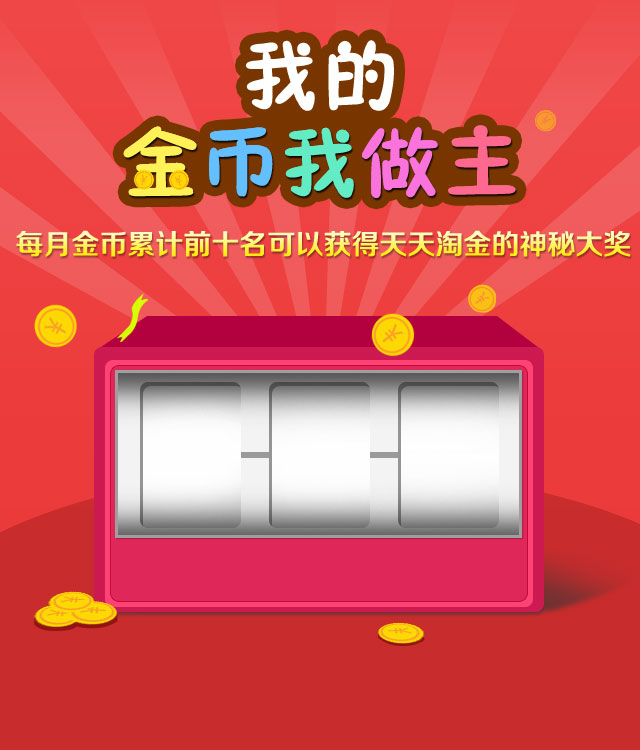 我的
金币我做主
每月金币累计前十名可以获得天天淘金的神秘大奖